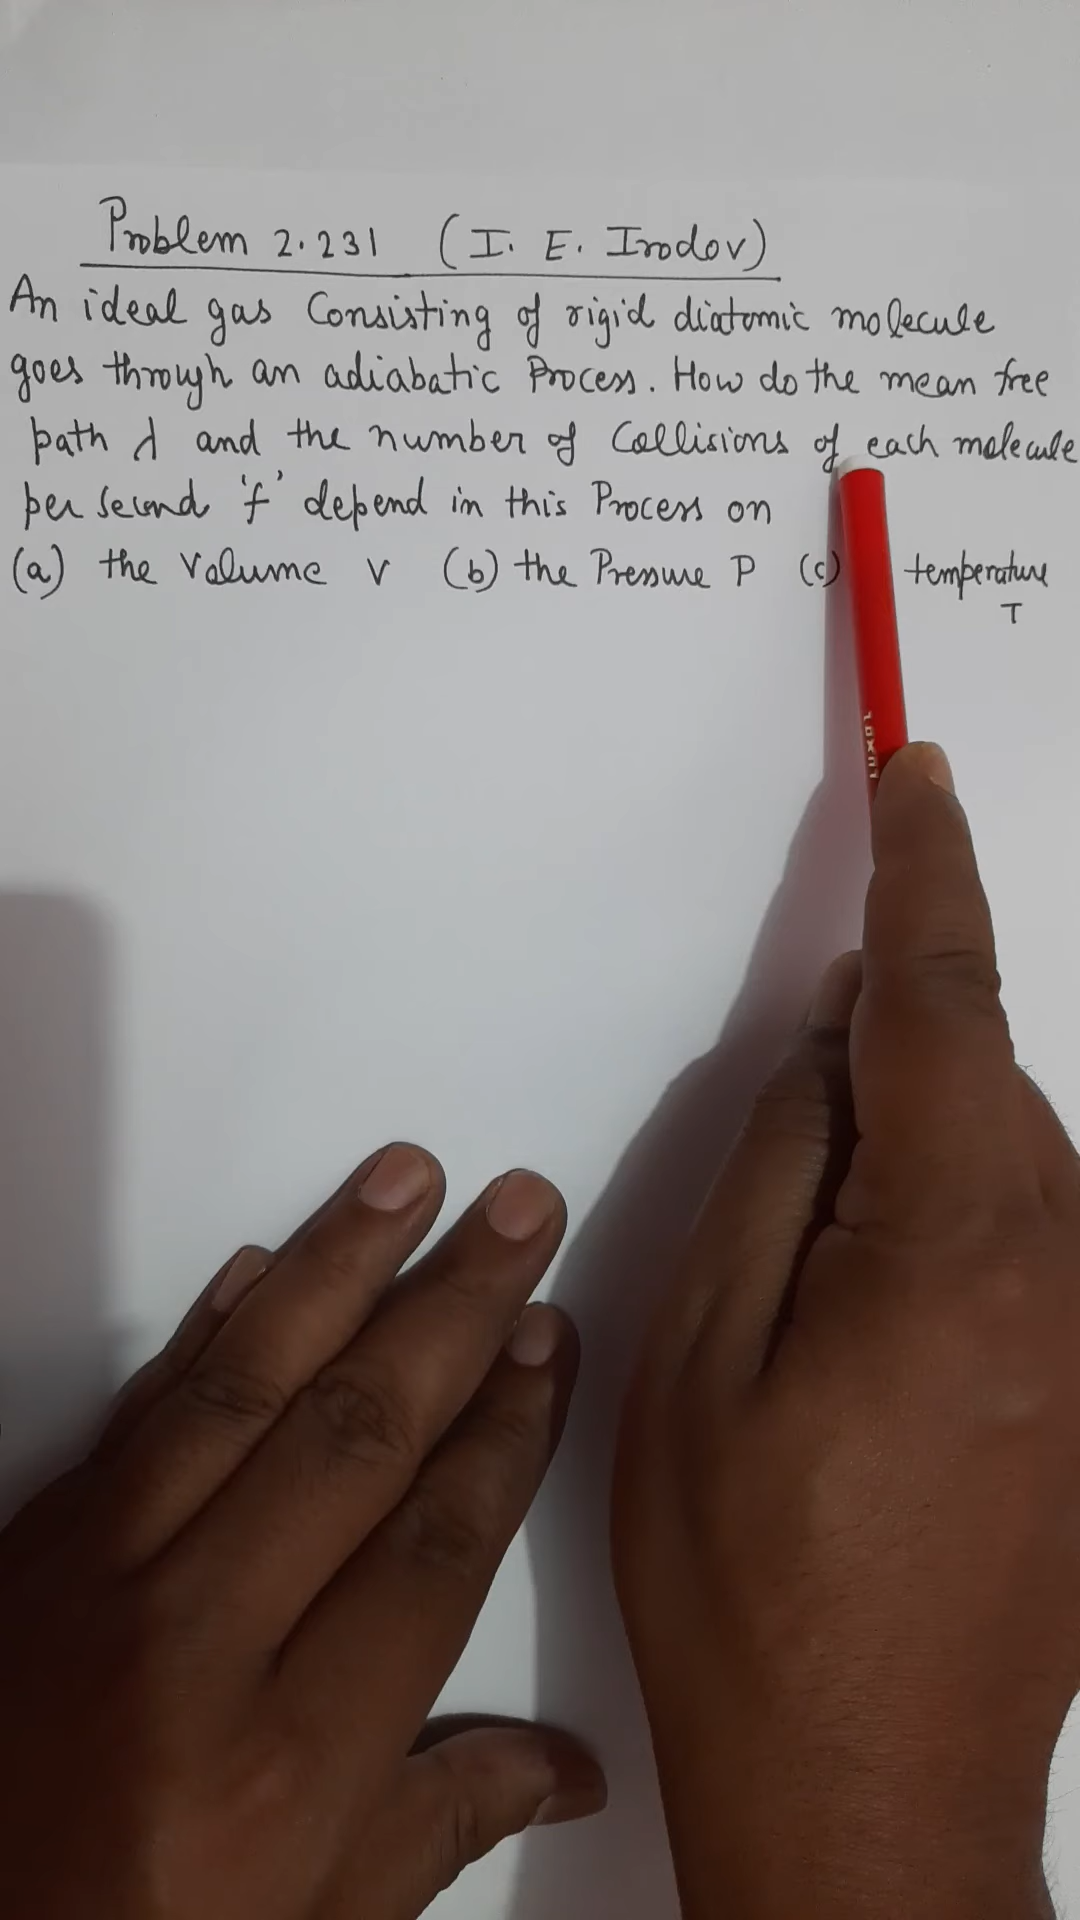 Problem 2.231 (I. E. Irodov)
An ideal gas Consisting of rigid diatomic molecule
goes through an adiabatic Process. How do the mean free
path λ and the number of Collisions of each molecule
per second 'f' depend in this Process on
(a) the Volume V (b) the Pressure P (c) temperature
T
LUXOR